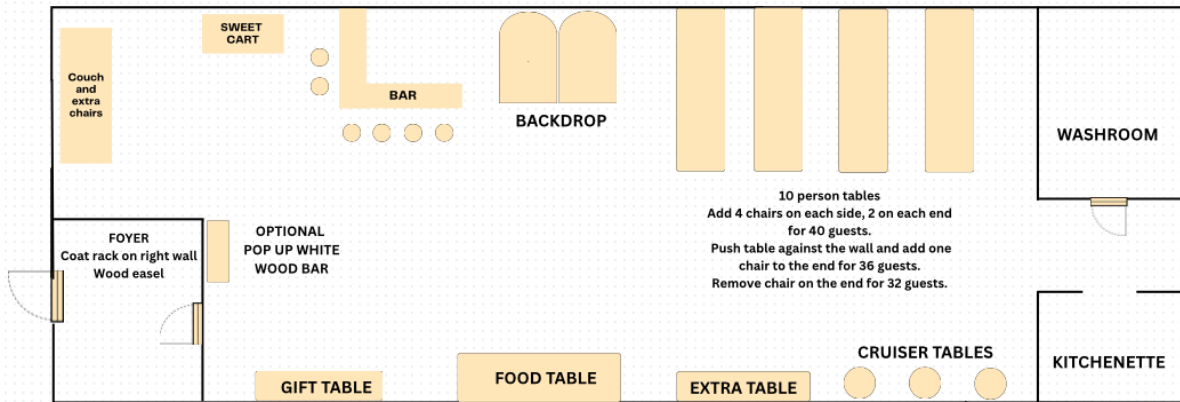 SWEET
CART
Couch
and
extra
chairs
BAR
BACKDROP
WASHROOM
10 person tables
Add 4 chairs on each side, 2 on each end
for 40 guests.
Push table against the wall and add one
chair to the end for 36 guests.
Remove chair on the end for 32 guests.
FOYER
Coat rack on right wall
Wood easel
OPTIONAL
POP UP WHITE
WOOD BAR
GIFT TABLE
FOOD TABLE
EXTRA TABLE
CRUISER TABLES
KITCHENETTE